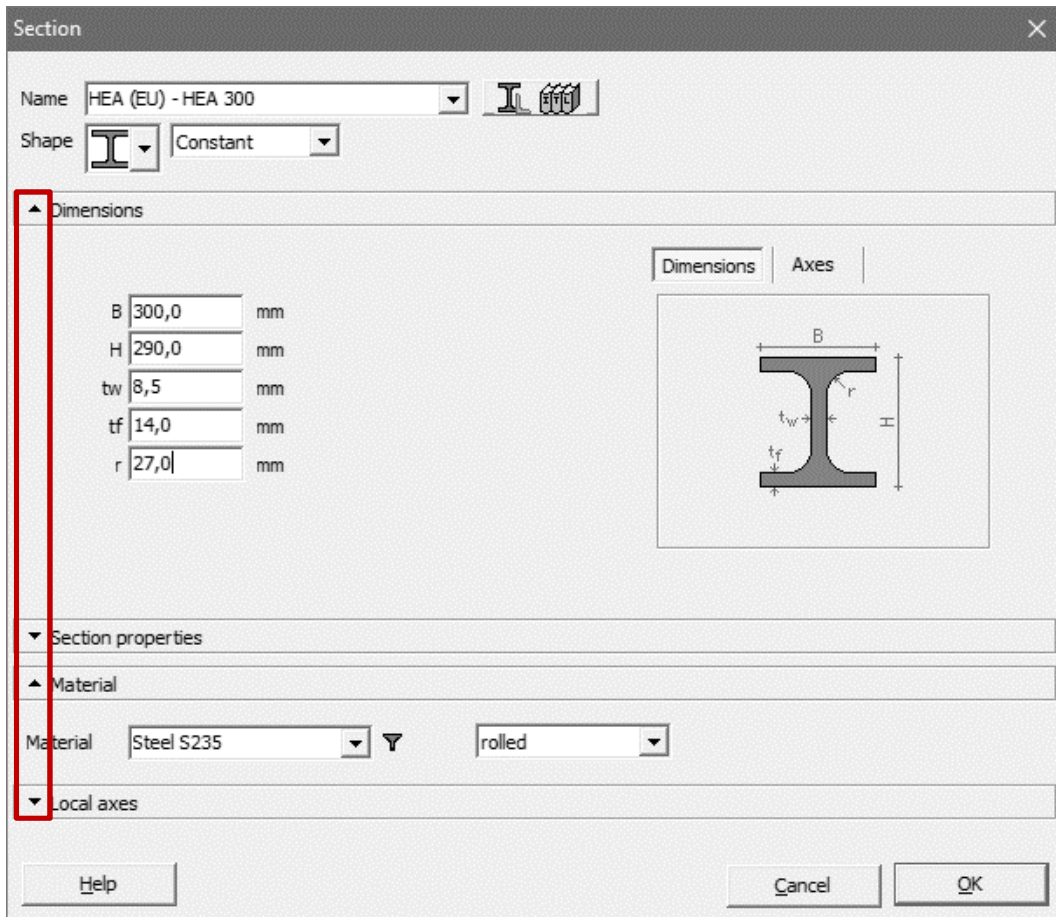 Section
Name HEA (EU) - HEA 300
Shape Constant
Dimensions
Dimensions Axes
B 300,0 mm
H 290,0 mm
tw 8,5 mm
tf 14,0 mm
r 27,0 mm
B
r
tw
H
tf
Section properties
Material
Material Steel S235 rolled
Local axes
Help Cancel OK